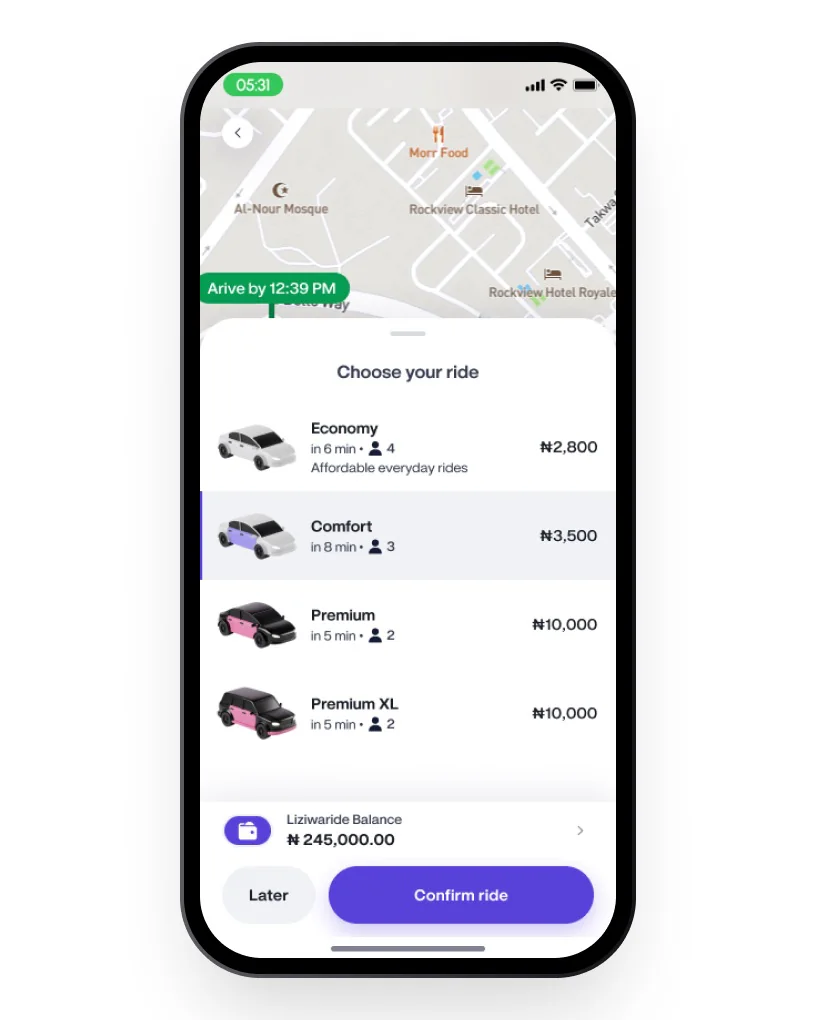 05:31
Morr Food
Al-Nour Mosque
Rockview Classic Hotel
Takwa
Rockview Hotel Royale
Arive by 12:39 PM
Way
Choose your ride
Economy
in 6 min • 4
Affordable everyday rides
₦2,800
Comfort
in 8 min • 3
₦3,500
Premium
in 5 min • 2
₦10,000
Premium XL
in 5 min • 2
₦10,000
Liziwaride Balance
₦ 245,000.00
Later
Confirm ride